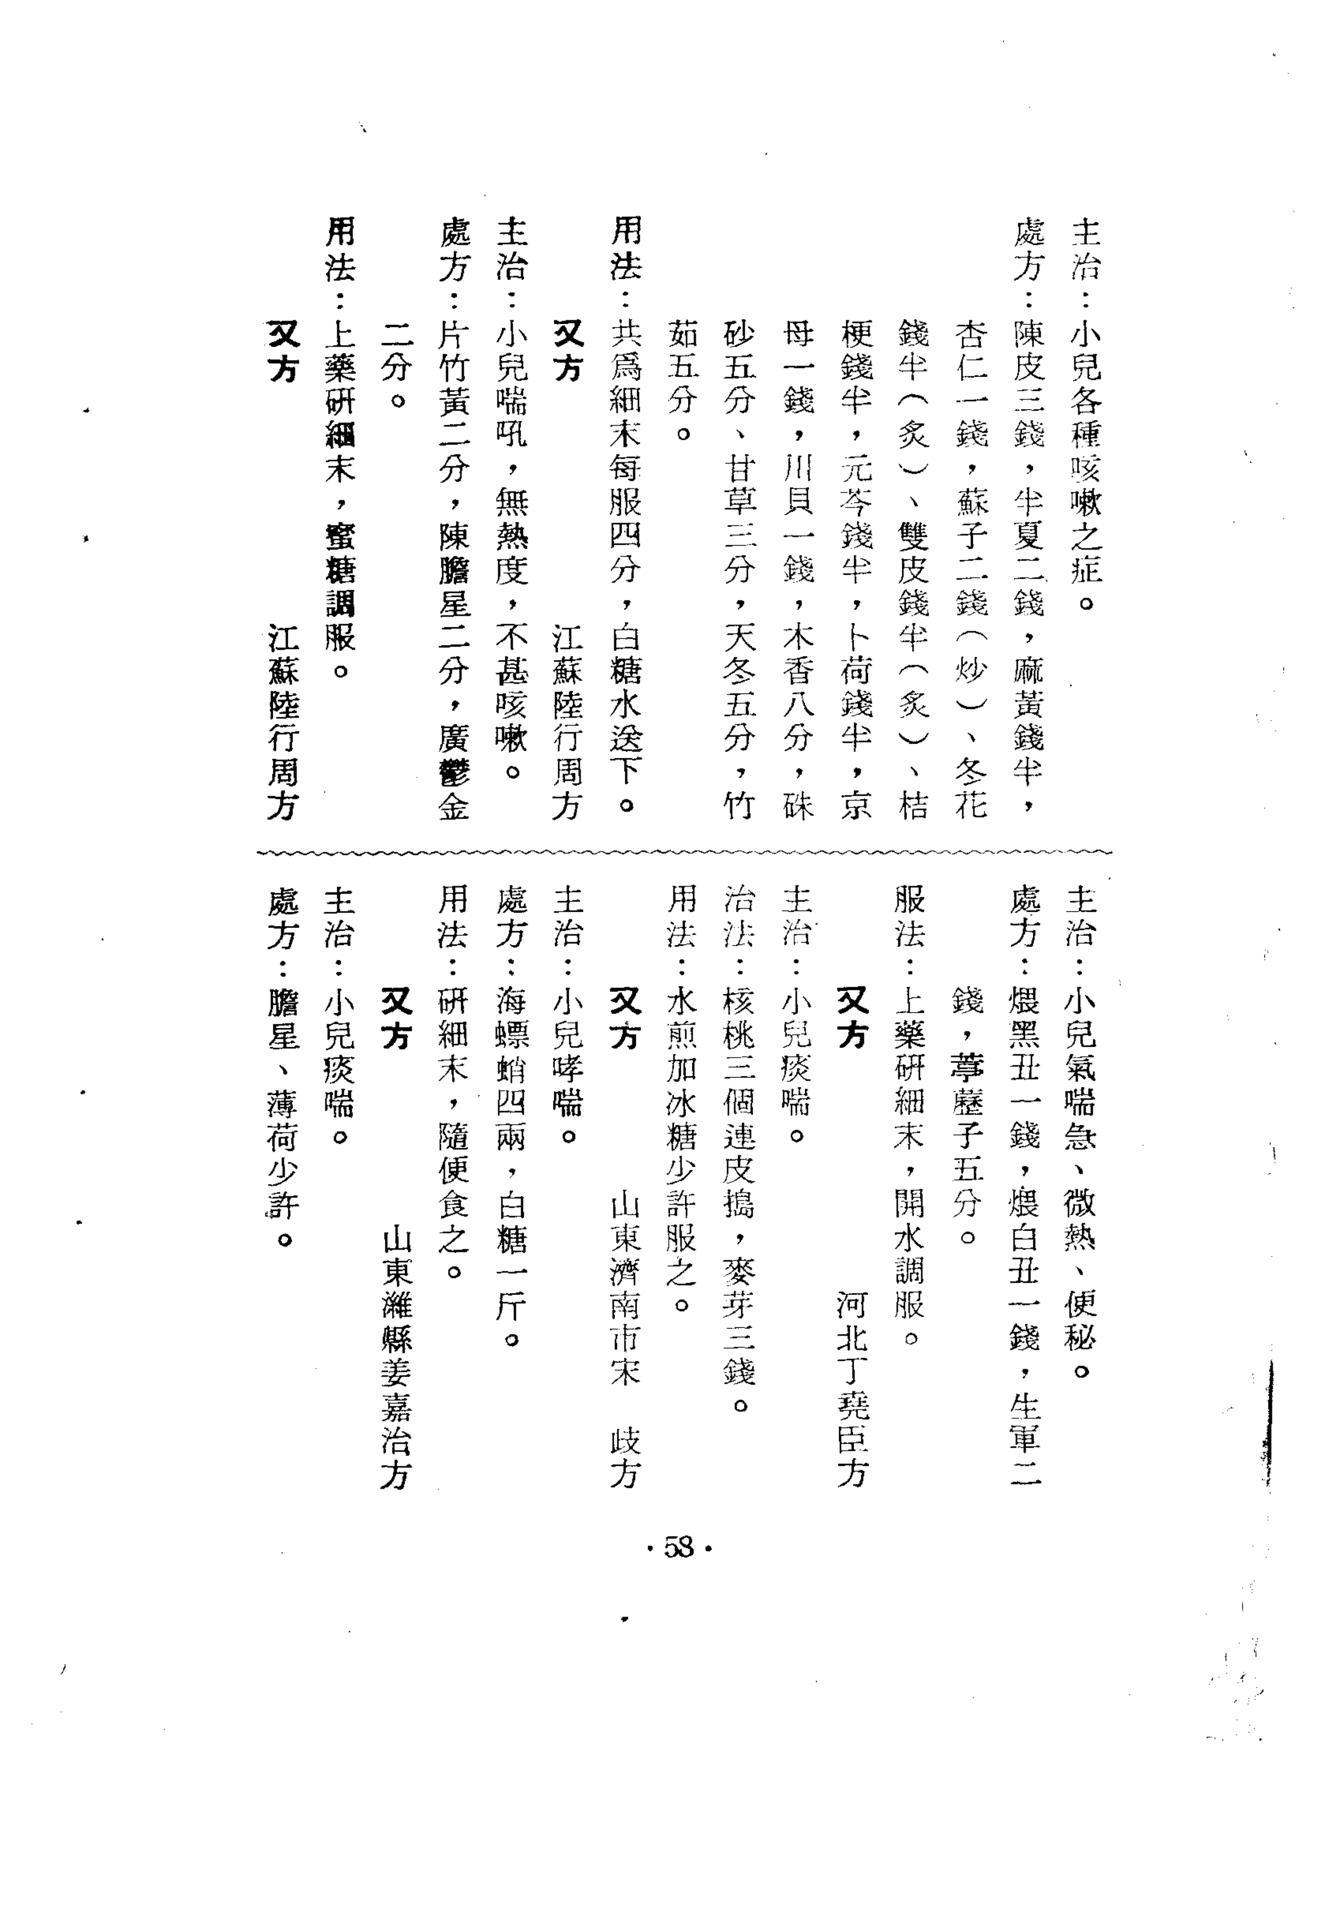 主治：小兒各種咳嗽之症。
處方：陳皮三錢，半夏二錢，麻黃錢半，
杏仁一錢，蘇子二錢（炒）、冬花
錢半（炙）、雙皮錢半（炙）、桔
梗錢半，元芩錢半，卜荷錢半，京
母一錢，川貝一錢，木香八分，硃
砂五分、甘草三分，天冬五分，竹
茹五分。
用法：共爲細末每服四分，白糖水送下。
又方　江蘇陸行周方
主治：小兒喘吼，無熱度，不甚咳嗽。
處方：片竹黃二分，陳膽星二分，廣鬱金
二分。
用法：上藥研細末，蜜糖調服。
又方　江蘇陸行周方
主治：小兒氣喘急、微熱、便秘。
處方：煨黑丑一錢，煨白丑一錢，生軍二
錢，葶藶子五分。
服法：上藥研細末，開水調服。
又方　河北丁堯臣方
主治：小兒痰喘。
治法：核桃三個連皮搗，麥芽三錢。
用法：水煎加冰糖少許服之。
又方　山東濟南市宋　歧方
主治：小兒哮喘。
處方：海螵蛸四兩，白糖一斤。
用法：研細末，隨便食之。
又方　山東濰縣姜嘉治方
主治：小兒痰喘。
處方：膽星、薄荷少許。
·58·